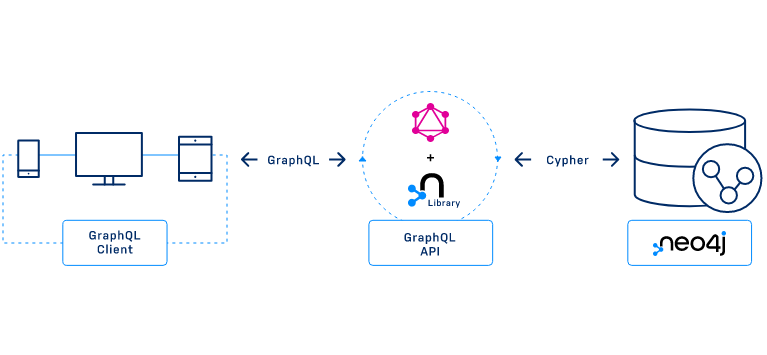 GraphQL
Client
GraphQL
+
n
Library
GraphQL
API
Cypher
neo4j